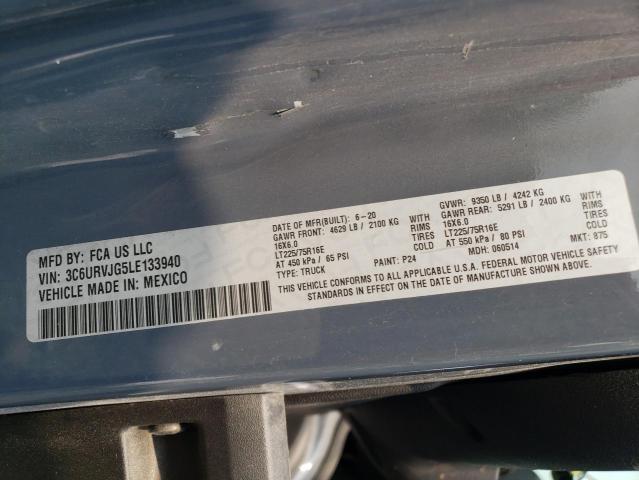 MFD BY: FCA US LLC
VIN: 3C6URVJG5LE133940
VEHICLE MADE IN: MEXICO
DATE OF MFR(BUILT): 6-20
GAWR FRONT: 4629 LB / 2100 KG
16X6.0 RIMS
LT225/75R16E TIRES
AT 450 kPa / 65 PSI COLD
TYPE: TRUCK PAINT: P24
GVWR: 9350 LB / 4242 KG
GAWR REAR: 5291 LB / 2400 KG
16X6.0 RIMS
LT225/75R16E TIRES
AT 550 kPa / 80 PSI COLD
MDH: 060514 MKT: 875
THIS VEHICLE CONFORMS TO ALL APPLICABLE U.S.A. FEDERAL MOTOR VEHICLE SAFETY
STANDARDS IN EFFECT ON THE DATE OF MANUFACTURE SHOWN ABOVE.